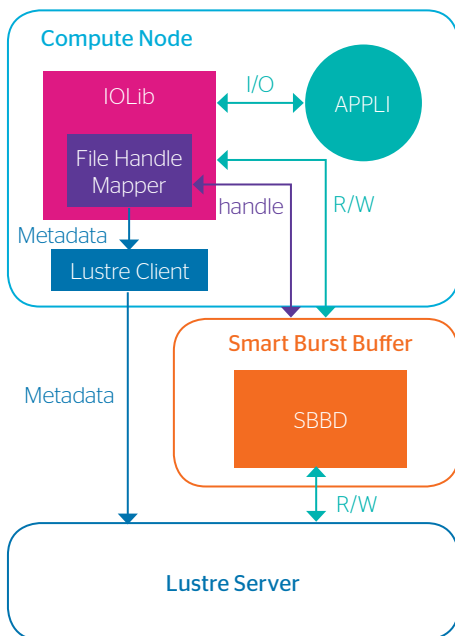 Compute Node
IOLib
I/O
APPLI
File Handle
Mapper
handle
R/W
Metadata
Lustre Client
Smart Burst Buffer
Metadata
SBBD
R/W
Lustre Server